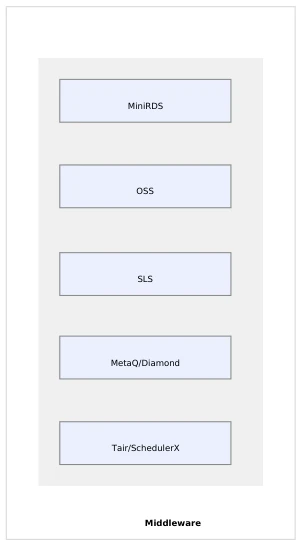 MiniRDS
OSS
SLS
MetaQ/Diamond
Tair/SchedulerX
Middleware